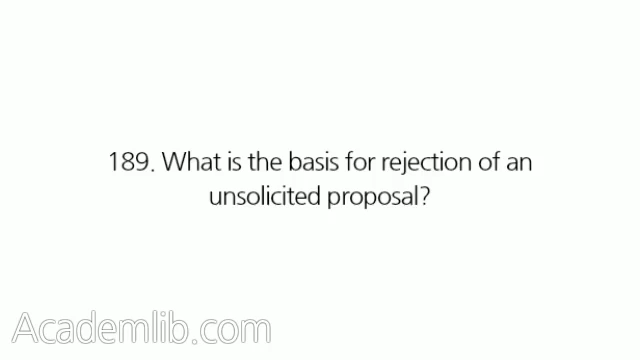 189. What is the basis for rejection of an
unsolicited proposal?
Academlib.com